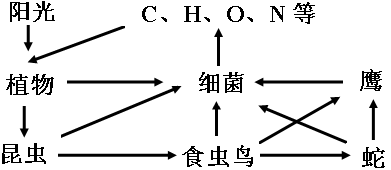 阳光 C、H、O、N 等
植物 细菌 鹰
昆虫 食虫鸟 蛇